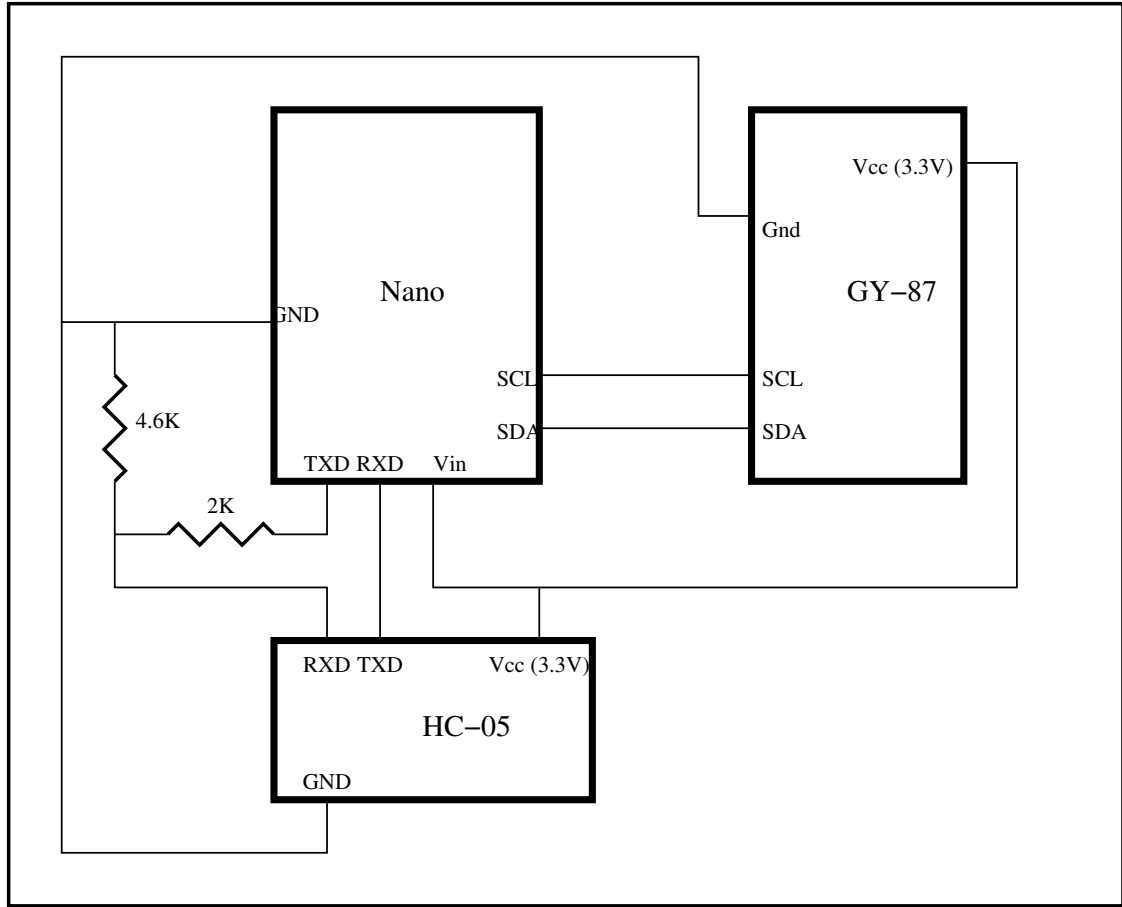 Vcc (3.3V)
Gnd
Nano
GY−87
GND
SCL
SCL
4.6K
SDA
SDA
TXD RXD
Vin
2K
RXD TXD
Vcc (3.3V)
HC−05
GND